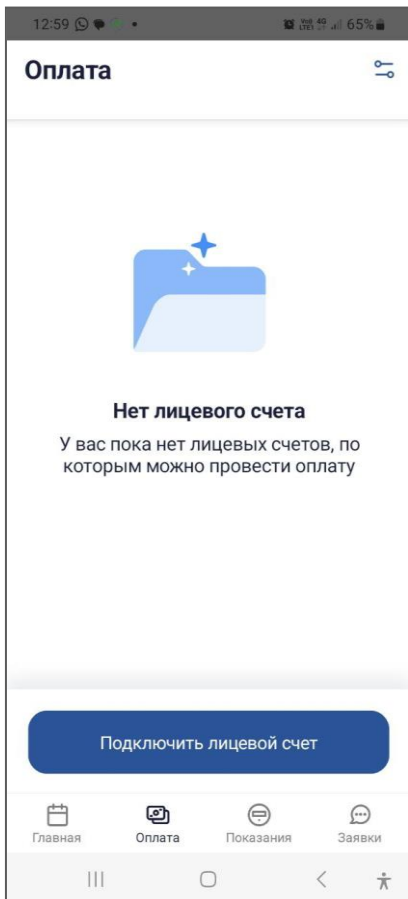 12:59
65%
Оплата
Нет лицевого счета
У вас пока нет лицевых счетов, по
которым можно провести оплату
Подключить лицевой счет
Главная Оплата Показания Заявки